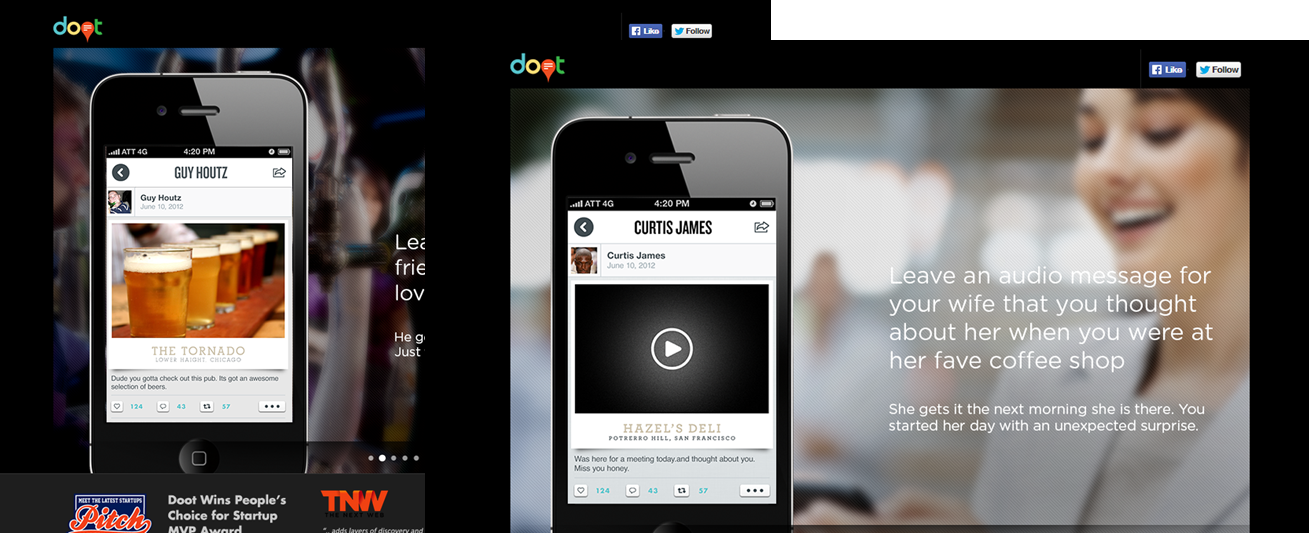 doot
Like
Follow
ATT 4G
4:20 PM
GUY HOUTZ
Guy Houtz
June 10, 2012
THE TORNADO
LOWER HAIGHT, CHICAGO
Dude you gotta check out this pub. Its got an awesome
selection of beers.
124
43
57
Lea
frie
lov
He g
Just
MEET THE LATEST STARTUPS
Pitch
Doot Wins People's
Choice for Startup
MVP Award
TNW
THE NEXT WEB
"... adds layers of discovery and
doot
Like
Follow
ATT 4G
4:20 PM
CURTIS JAMES
Curtis James
June 10, 2012
HAZEL'S DELI
POTRERRO HILL, SAN FRANCISCO
Was here for a meeting today.and thought about you.
Miss you honey.
124
43
57
Leave an audio message for
your wife that you thought
about her when you were at
her fave coffee shop
She gets it the next morning she is there. You
started her day with an unexpected surprise.